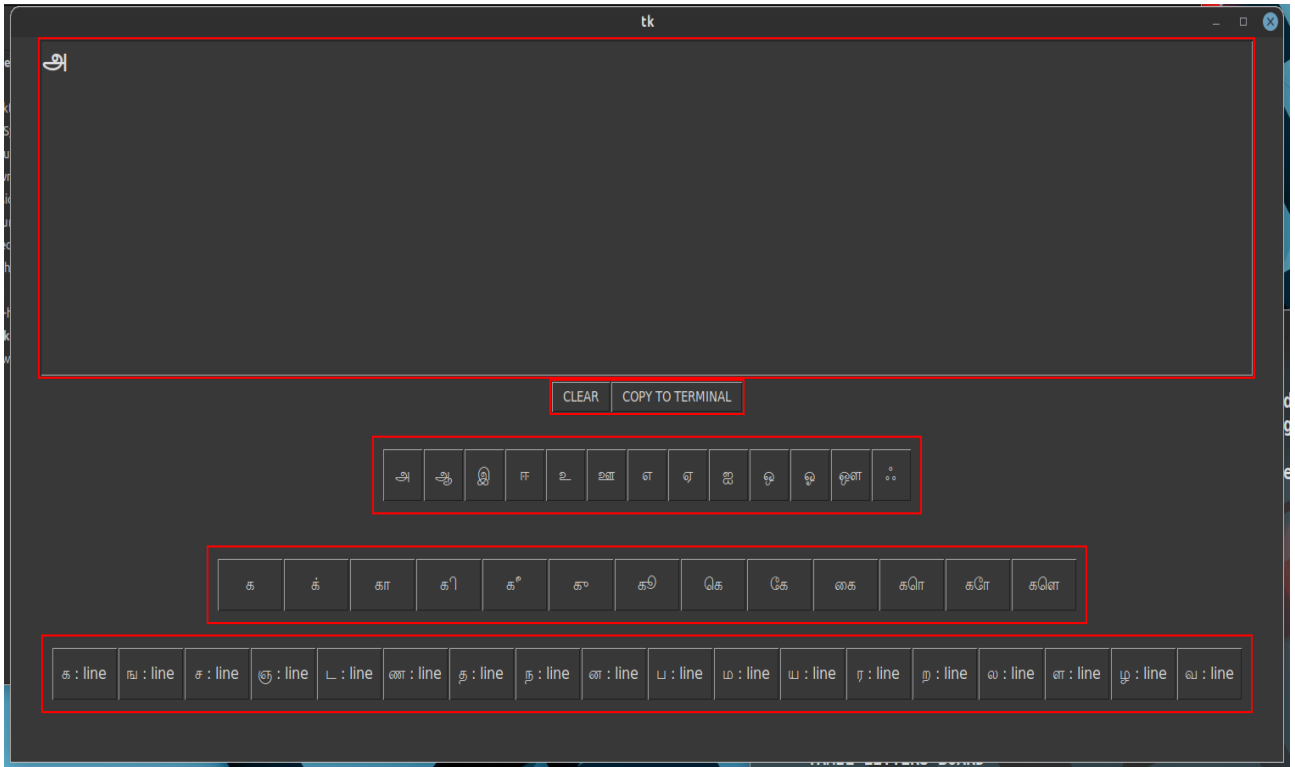 tk
அ
CLEAR COPY TO TERMINAL
அ ஆ இ ஈ உ ஊ எ ஏ ஐ ஒ ஓ ஔ ஃ
க க் கா கி கீ கு கூ கெ கே கை கொ கோ கௌ
க : line ங : line ச : line ஞ : line ட : line ண : line த : line ந : line ன : line ப : line ம : line ய : line ர : line ற : line ல : line ள : line ழ : line வ : line